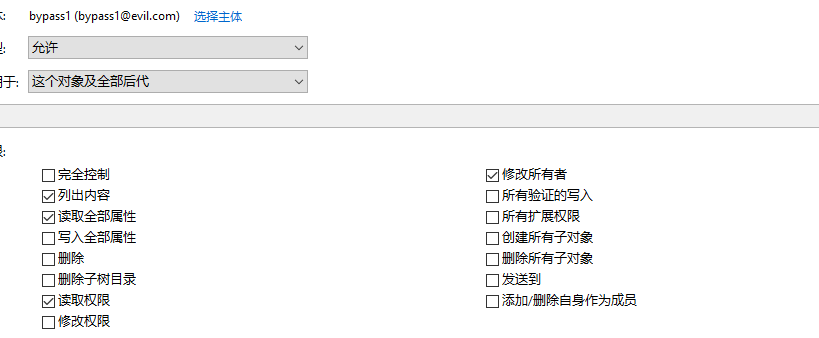 bypass1 (bypass1@evil.com) 选择主体
允许
于: 这个对象及全部后代
完全控制
列出内容
读取全部属性
写入全部属性
删除
删除子树目录
读取权限
修改权限
修改所有者
所有验证的写入
所有扩展权限
创建所有子对象
删除所有子对象
发送到
添加/删除自身作为成员